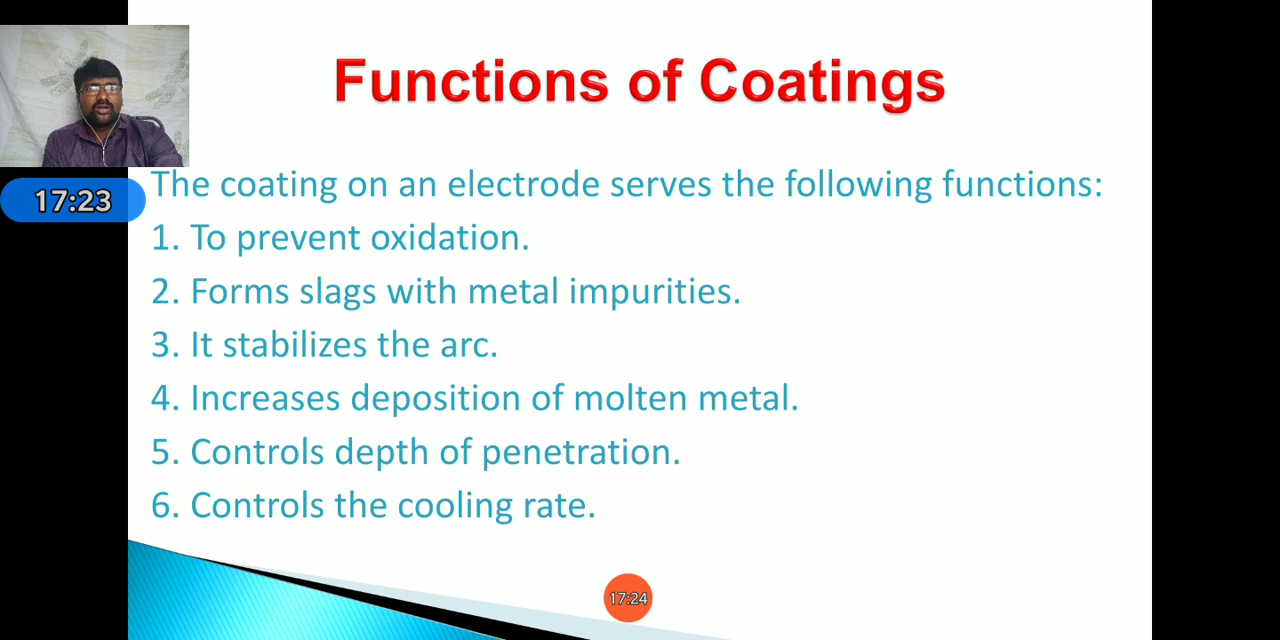 Functions of Coatings
The coating on an electrode serves the following functions:
17:23
1. To prevent oxidation.
2. Forms slags with metal impurities.
3. It stabilizes the arc.
4. Increases deposition of molten metal.
5. Controls depth of penetration.
6. Controls the cooling rate.
17:24